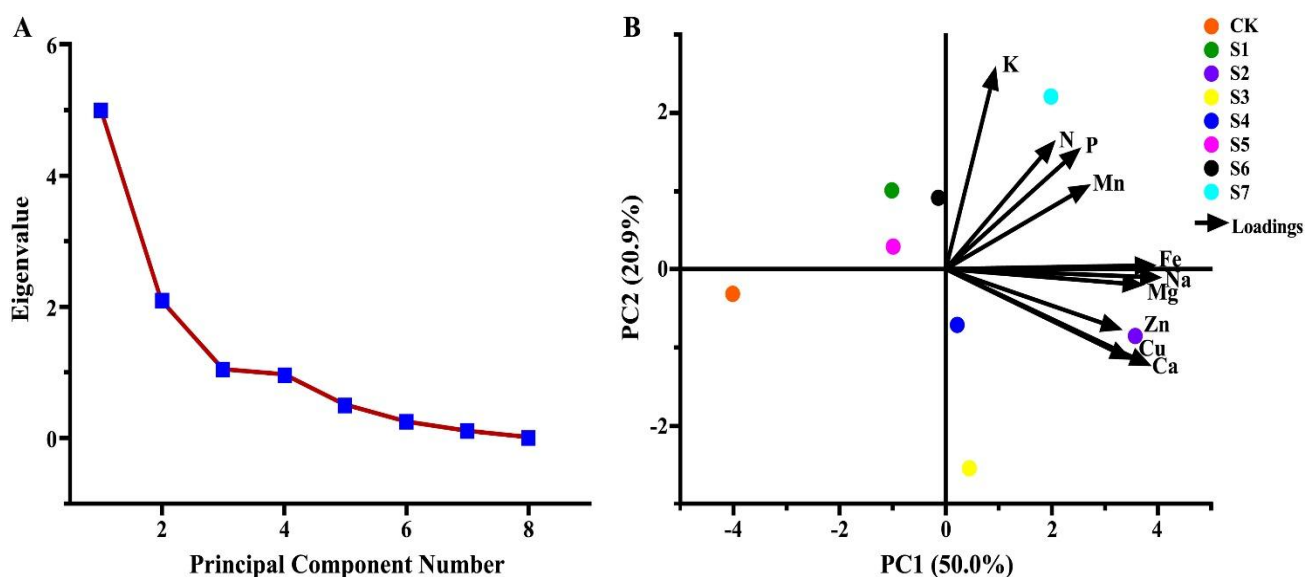 A
Eigenvalue
6
4
2
0
2
4
6
8
Principal Component Number
B
PC2 (20.9%)
2
0
-2
-4
-2
0
2
4
PC1 (50.0%)
K
N
P
Mn
Fe
Na
Mg
Zn
Cu
Ca
CK
S1
S2
S3
S4
S5
S6
S7
Loadings